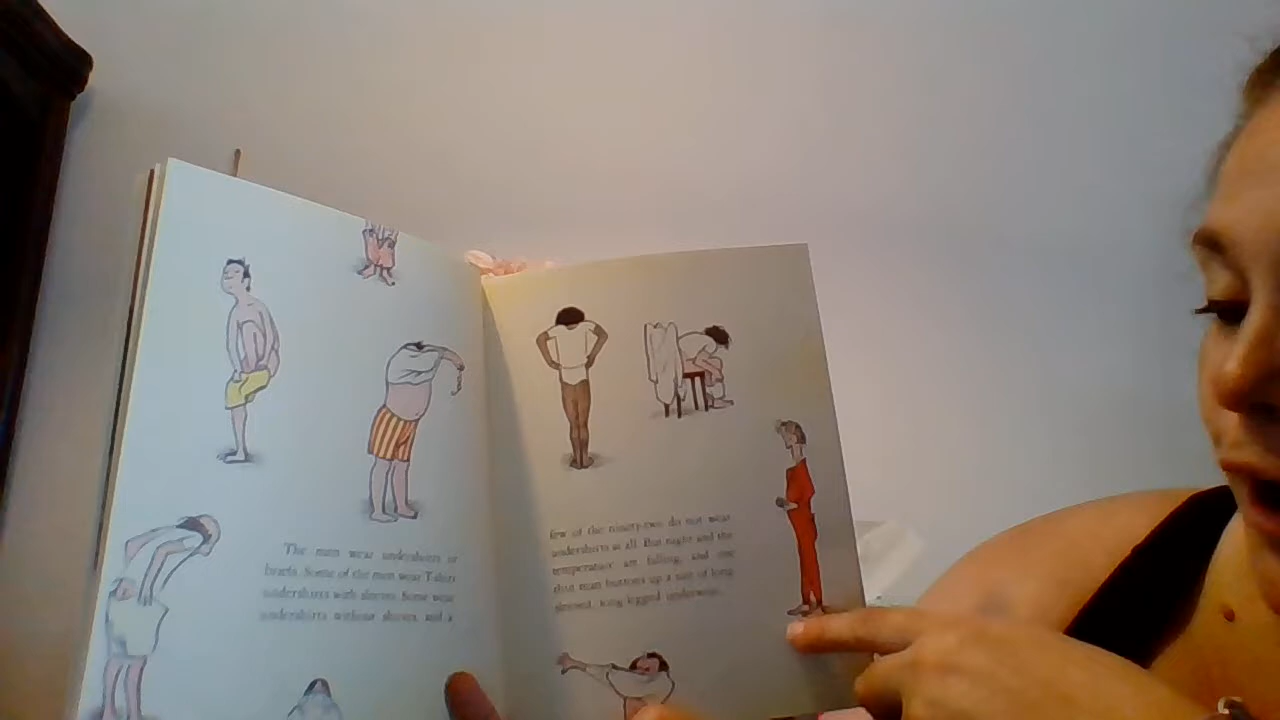 The men wear undershirts or
briefs. Some of the men wear T-shirt
undershirts with sleeves. Some wear
undershirts without sleeves, and a
few of the ninety-two do not wear
undershirts at all. But night and the
temperature are falling, and one
thin man buttons up a suit of long
sleeved, long-legged underwear.